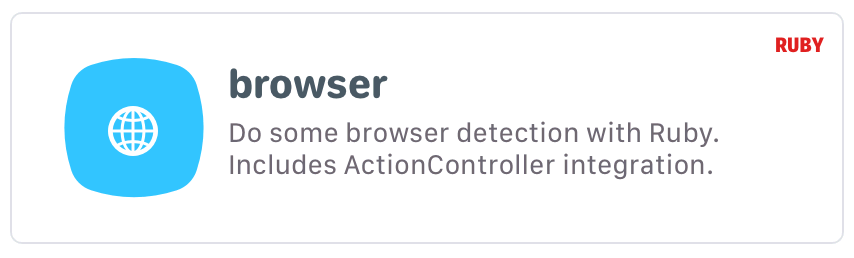 RUBY
browser
Do some browser detection with Ruby.
Includes ActionController integration.